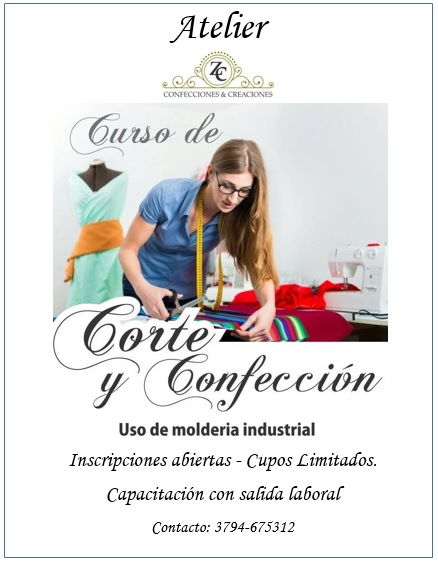 Atelier
ZC
CONFECCIONES & CREACIONES
Curso de
Corte
y Confección
Uso de molderia industrial
Inscripciones abiertas - Cupos Limitados.
Capacitación con salida laboral
Contacto: 3794-675312